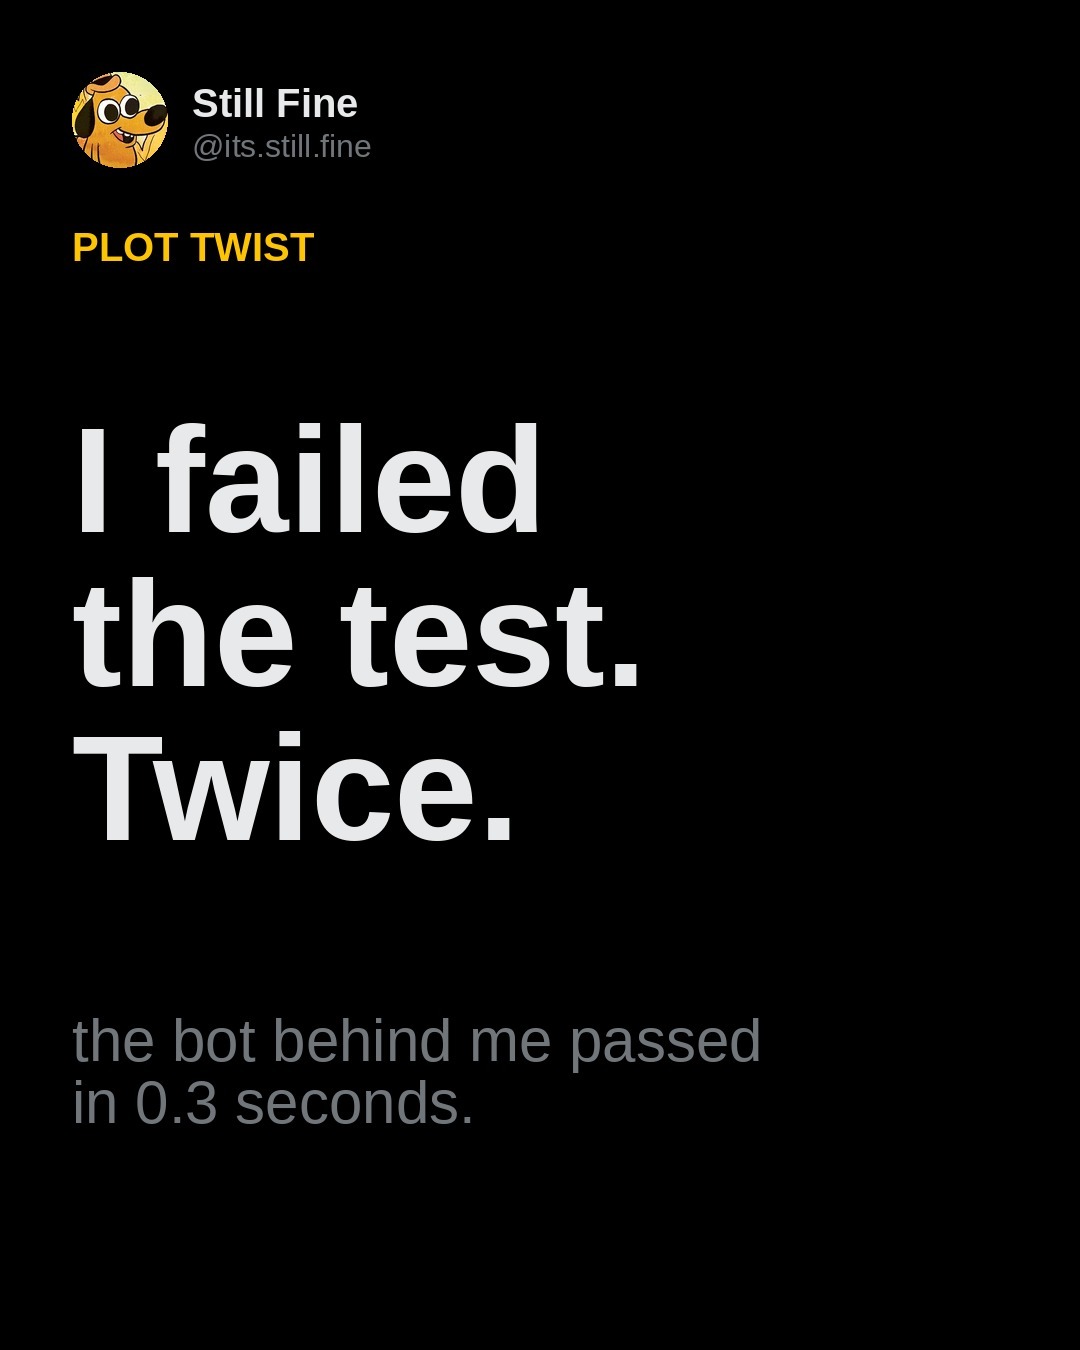 Still Fine
@its.still.fine
PLOT TWIST
I failed
the test.
Twice.
the bot behind me passed
in 0.3 seconds.